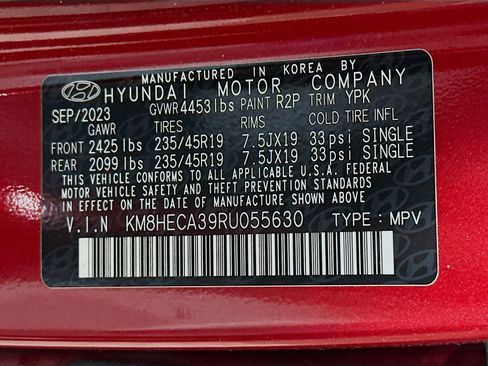 MANUFACTURED IN KOREA BY
HYUNDAI MOTOR COMPANY
SEP/2023 GVWR 4453 lbs PAINT R2P TRIM YPK
GAWR TIRES RIMS COLD TIRE INFL
FRONT 2425 lbs 235/45R19 7.5JX19 33psi SINGLE
REAR 2099 lbs 235/45R19 7.5JX19 33psi SINGLE
THIS VEHICLE CONFORMS TO ALL APPLICABLE U.S.A. FEDERAL
MOTOR VEHICLE SAFETY AND THEFT PREVENTION STANDARDS
IN EFFECT ON THE DATE OF MANUFACTURE SHOWN ABOVE.
V.I.N KM8HECA39RU055630 TYPE : MPV